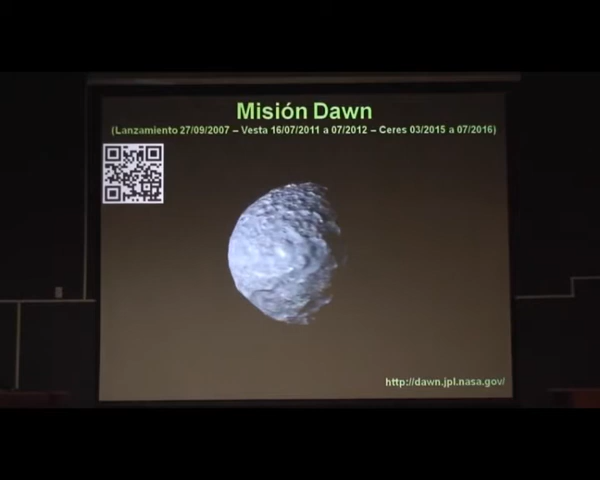 Misión Dawn
(Lanzamiento 27/09/2007 – Vesta 16/07/2011 a 07/2012 – Ceres 03/2015 a 07/2016)
http://dawn.jpl.nasa.gov/